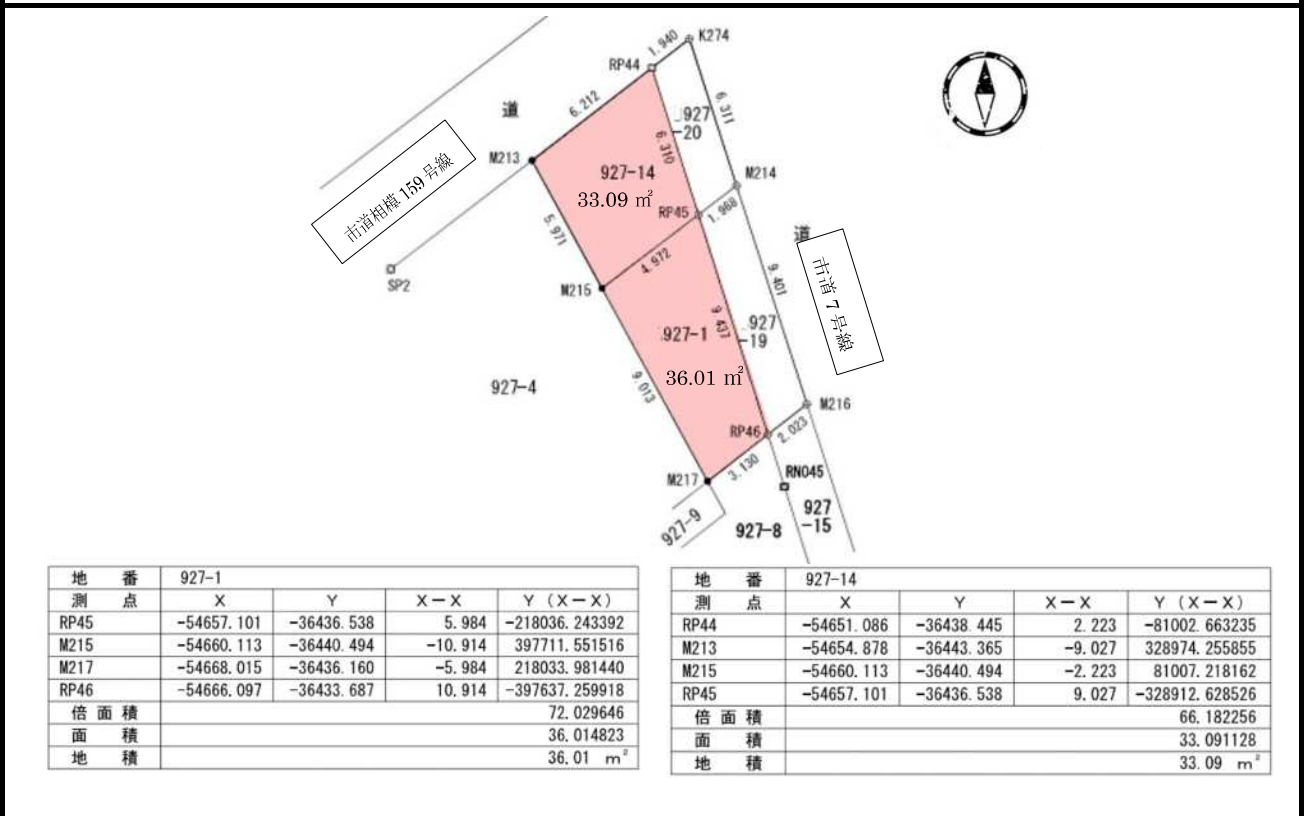 K274
1.940
RP44
6.212
道
927
-20
6.311
6.310
M213
927-14
33.09 ㎡
M214
市道相模159号線
RP45
1.968
道
5.971
4.972
SP2
M215
9.401
市道7号線
927-1
9.437
927
-19
36.01 ㎡
927-4
9.013
M216
RP46
2.023
M217
3.130
RN045
927-9
927-8
927
-15
地 番 927-1
測 点 X Y X-X Y(X-X)
RP45 -54657.101 -36436.538 5.984 -218036.243392
M215 -54660.113 -36440.494 -10.914 397711.551516
M217 -54668.015 -36436.160 -5.984 218033.981440
RP46 -54666.097 -36433.687 10.914 -397637.259918
倍面積 72.029646
面 積 36.014823
地 積 36.01 ㎡
地 番 927-14
測 点 X Y X-X Y(X-X)
RP44 -54651.086 -36438.445 2.223 -81002.663235
M213 -54654.878 -36443.365 -9.027 328974.255855
M215 -54660.113 -36440.494 -2.223 81007.218162
RP45 -54657.101 -36436.538 9.027 -328912.628526
倍面積 66.182256
面 積 33.091128
地 積 33.09 ㎡